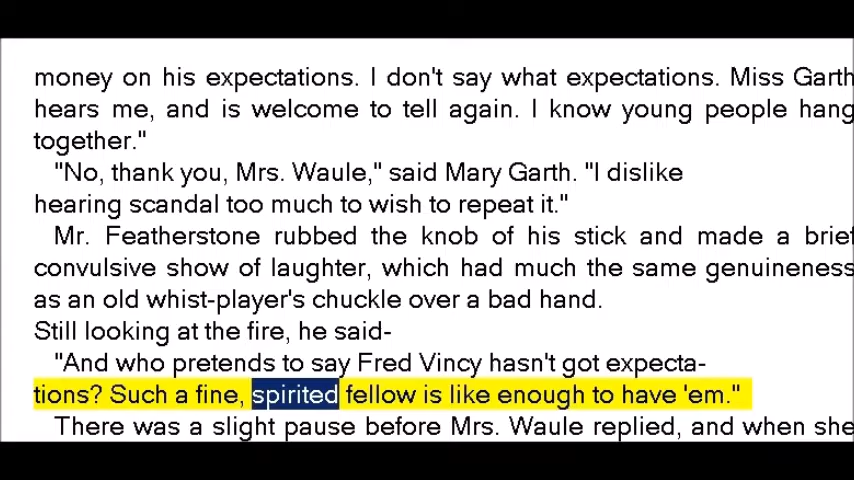 money on his expectations. I don't say what expectations. Miss Garth
hears me, and is welcome to tell again. I know young people hang
together."
"No, thank you, Mrs. Waule," said Mary Garth. "I dislike
hearing scandal too much to wish to repeat it."
Mr. Featherstone rubbed the knob of his stick and made a brief
convulsive show of laughter, which had much the same genuineness
as an old whist-player's chuckle over a bad hand.
Still looking at the fire, he said-
"And who pretends to say Fred Vincy hasn't got expecta-
tions? Such a fine, spirited fellow is like enough to have 'em."
There was a slight pause before Mrs. Waule replied, and when she